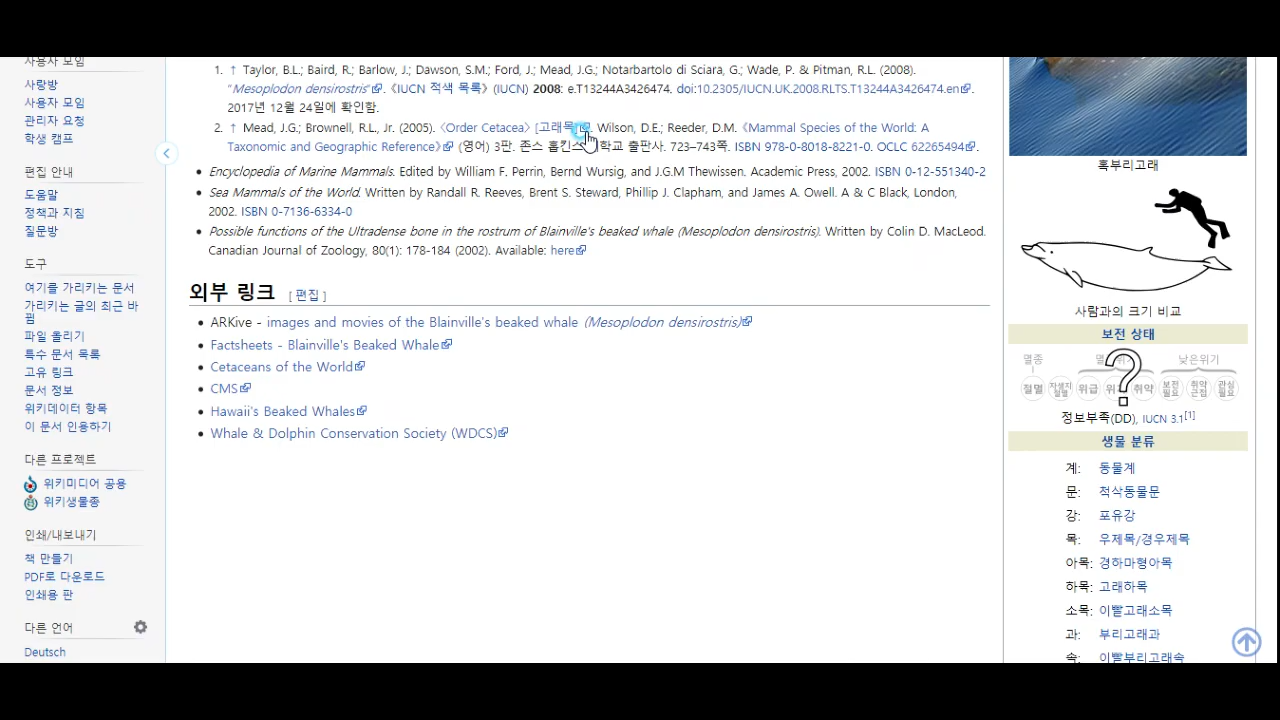 사용자 모임
사랑방
사용자 모임
관리자 요청
학생 캠프
편집 안내
도움말
정책과 지침
질문방
도구
여기를 가리키는 문서
가리키는 글의 최근 바
뀜
파일 올리기
특수 문서 목록
고유 링크
문서 정보
위키데이터 항목
이 문서 인용하기
다른 프로젝트
위키미디어 공용
위키생물종
인쇄/내보내기
책 만들기
PDF로 다운로드
인쇄용 판
다른 언어
Deutsch
1. ↑ Taylor, B.L.; Baird, R.; Barlow, J.; Dawson, S.M.; Ford, J.; Mead, J.G.; Notarbartolo di Sciara, G.; Wade, P. & Pitman, R.L. (2008).
"Mesoplodon densirostris". 《IUCN 적색 목록》 (IUCN) 2008: e.T13244A3426474. doi:10.2305/IUCN.UK.2008.RLTS.T13244A3426474.en.
2017년 12월 24일에 확인함.
2. ↑ Mead, J.G.; Brownell, R.L., Jr. (2005). 〈Order Cetacea〉 [고래목]. Wilson, D.E.; Reeder, D.M. 《Mammal Species of the World: A
Taxonomic and Geographic Reference》 (영어) 3판. 존스 홉킨스 학교 출판사. 723–743쪽. ISBN 978-0-8018-8221-0. OCLC 62265494.
• Encyclopedia of Marine Mammals. Edited by William F. Perrin, Bernd Wursig, and J.G.M Thewissen. Academic Press, 2002. ISBN 0-12-551340-2
• Sea Mammals of the World. Written by Randall R. Reeves, Brent S. Steward, Phillip J. Clapham, and James A. Owell. A & C Black, London,
2002. ISBN 0-7136-6334-0
• Possible functions of the Ultradense bone in the rostrum of Blainville's beaked whale (Mesoplodon densirostris). Written by Colin D. MacLeod.
Canadian Journal of Zoology, 80(1): 178-184 (2002). Available: here
외부 링크 [편집]
• ARKive - images and movies of the Blainville's beaked whale (Mesoplodon densirostris)
• Factsheets - Blainville's Beaked Whale
• Cetaceans of the World
• CMS
• Hawaii's Beaked Whales
• Whale & Dolphin Conservation Society (WDCS)
혹부리고래
사람과의 크기 비교
보전 상태
멸종 낮은위기
절멸 자생지절멸 위급 취약 보전필요 취약근접 관심필요
?
정보부족(DD), IUCN 3.1[1]
생물 분류
계: 동물계
문: 척삭동물문
강: 포유강
목: 우제목/경우제목
아목: 경하마형아목
하목: 고래하목
소목: 이빨고래소목
과: 부리고래과
속: 이빨부리고래속